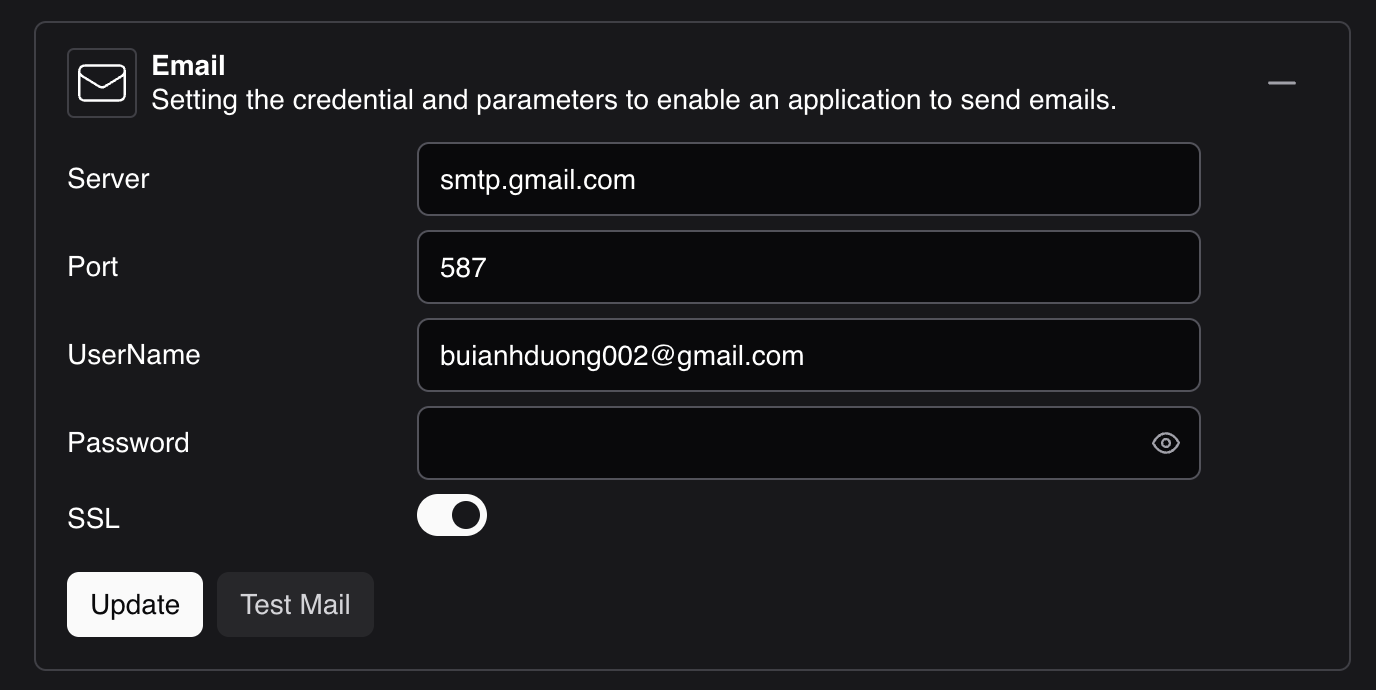 Email
Setting the credential and parameters to enable an application to send emails.
Server
smtp.gmail.com
Port
587
UserName
buianhduong002@gmail.com
Password
SSL
Update
Test Mail